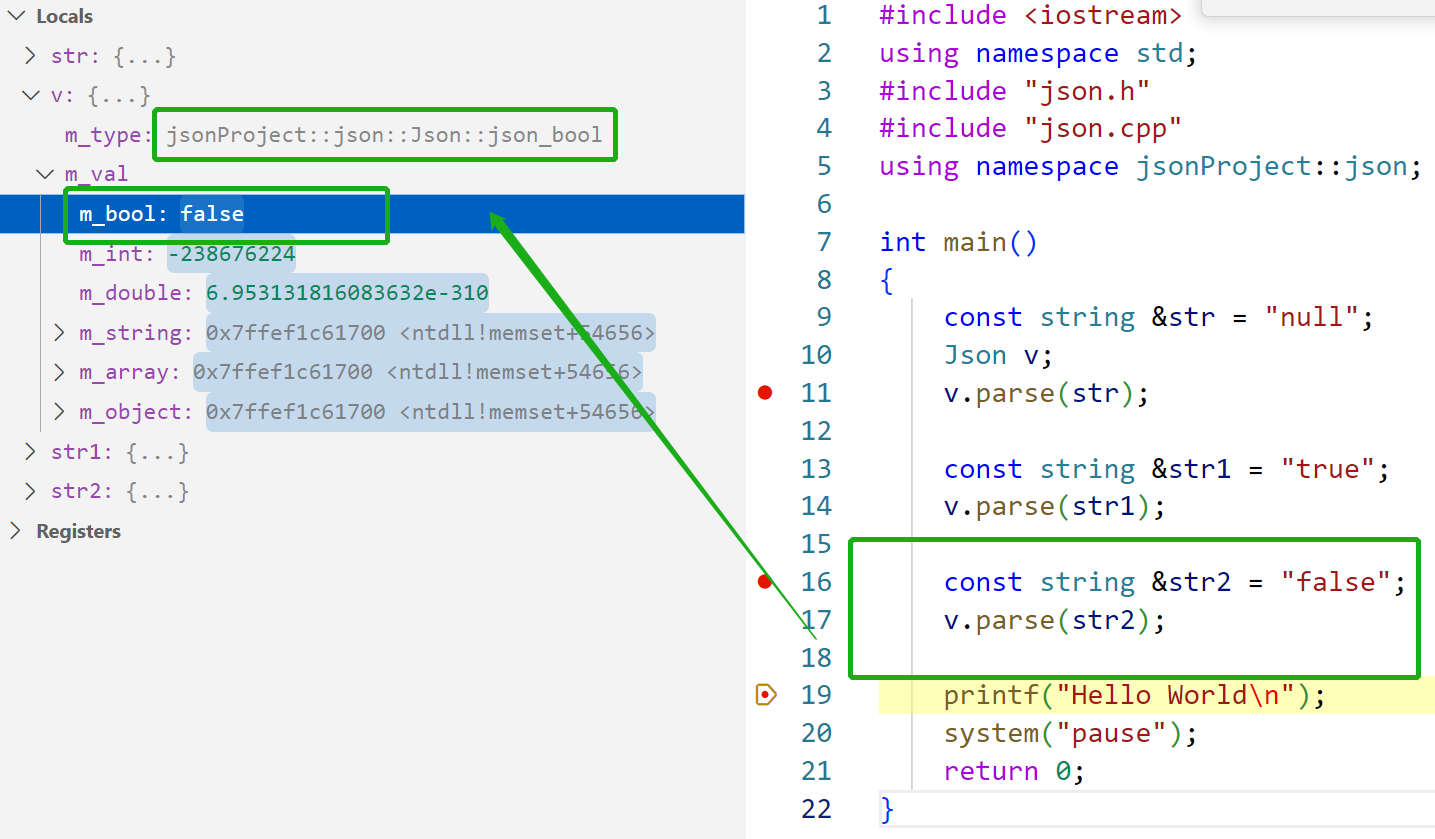 Locals
str: {...}
v: {...}
m_type: jsonProject::json::Json::json_bool
m_val
m_bool: false
m_int: -238676224
m_double: 6.953131816083632e-310
m_string: 0x7ffef1c61700 <ntdll!memset+54656>
m_array: 0x7ffef1c61700 <ntdll!memset+54656>
m_object: 0x7ffef1c61700 <ntdll!memset+54656>
str1: {...}
str2: {...}
Registers
1 #include <iostream>
2 using namespace std;
3 #include "json.h"
4 #include "json.cpp"
5 using namespace jsonProject::json;
6
7 int main()
8 {
9 const string &str = "null";
10 Json v;
11 v.parse(str);
12
13 const string &str1 = "true";
14 v.parse(str1);
15
16 const string &str2 = "false";
17 v.parse(str2);
18
19 printf("Hello World\n");
20 system("pause");
21 return 0;
22 }